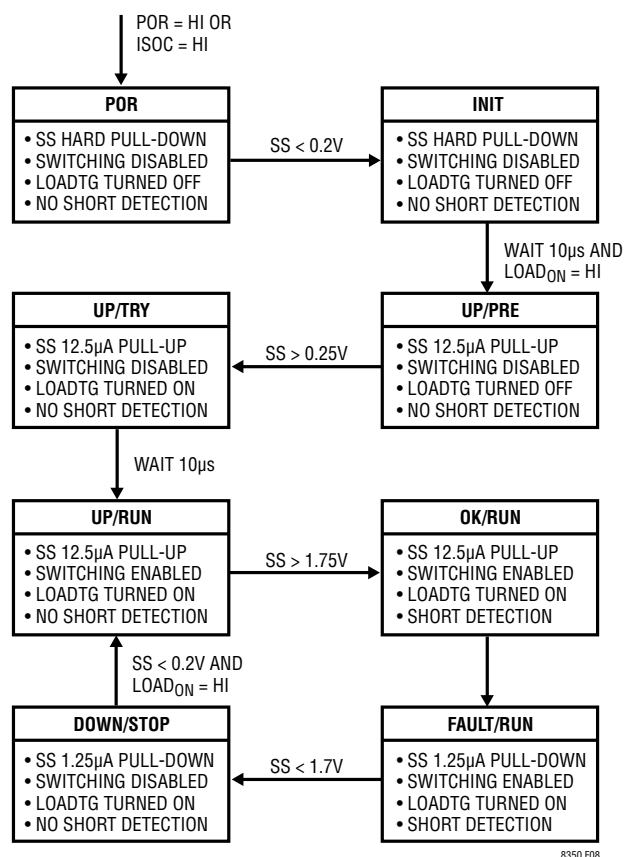 POR = HI OR
ISOC = HI
POR
• SS HARD PULL-DOWN
• SWITCHING DISABLED
• LOADTG TURNED OFF
• NO SHORT DETECTION
SS < 0.2V
INIT
• SS HARD PULL-DOWN
• SWITCHING DISABLED
• LOADTG TURNED OFF
• NO SHORT DETECTION
WAIT 10µs AND
LOADON = HI
UP/PRE
• SS 12.5µA PULL-UP
• SWITCHING DISABLED
• LOADTG TURNED OFF
• NO SHORT DETECTION
SS > 0.25V
UP/TRY
• SS 12.5µA PULL-UP
• SWITCHING DISABLED
• LOADTG TURNED ON
• NO SHORT DETECTION
WAIT 10µs
UP/RUN
• SS 12.5µA PULL-UP
• SWITCHING ENABLED
• LOADTG TURNED ON
• NO SHORT DETECTION
SS > 1.75V
OK/RUN
• SS 12.5µA PULL-UP
• SWITCHING ENABLED
• LOADTG TURNED ON
• SHORT DETECTION
FAULT/RUN
• SS 1.25µA PULL-DOWN
• SWITCHING ENABLED
• LOADTG TURNED ON
• SHORT DETECTION
SS < 1.7V
DOWN/STOP
• SS 1.25µA PULL-DOWN
• SWITCHING DISABLED
• LOADTG TURNED ON
• NO SHORT DETECTION
SS < 0.2V AND
LOADON = HI
8350 F08